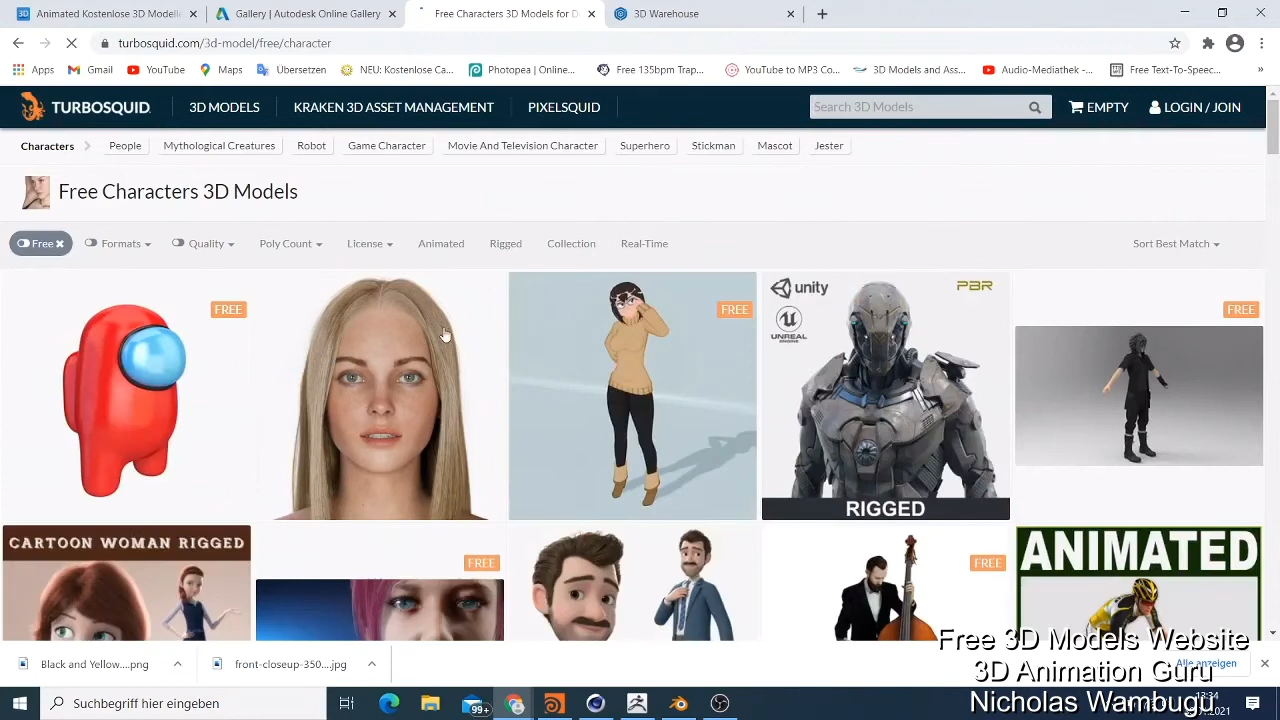 Animated Kostenlose 3D Modell
Gallery | Autodesk Online Gallery
Free Characters 3D Models for D
3D Warehouse
turbosquid.com/3d-model/free/character
Apps
Gmail
YouTube
Maps
Übersetzen
NEU: Kostenlose Ca...
Photopea | Online...
Free 135bpm Trap...
YouTube to MP3 Co...
3D Models and Ass...
Audio-Mediathek -...
Free Text-To-Speec...
»
TURBOSQUID
3D MODELS
KRAKEN 3D ASSET MANAGEMENT
PIXELSQUID
Search 3D Models
EMPTY
LOGIN / JOIN
Characters
People
Mythological Creatures
Robot
Game Character
Movie And Television Character
Superhero
Stickman
Mascot
Jester
Free Characters 3D Models
Free
Formats
Quality
Poly Count
License
Animated
Rigged
Collection
Real-Time
Sort Best Match
FREE
FREE
unity
UNREAL
ENGINE
PBR
RIGGED
FREE
CARTOON WOMAN RIGGED
FREE
FREE
ANIMATED
Black and Yellow....png
front-closeup-350....jpg
Alle anzeigen
Free 3D Models Website
3D Animation Guru
Nicholas Wambugu
Suchbegriff hier eingeben
99+